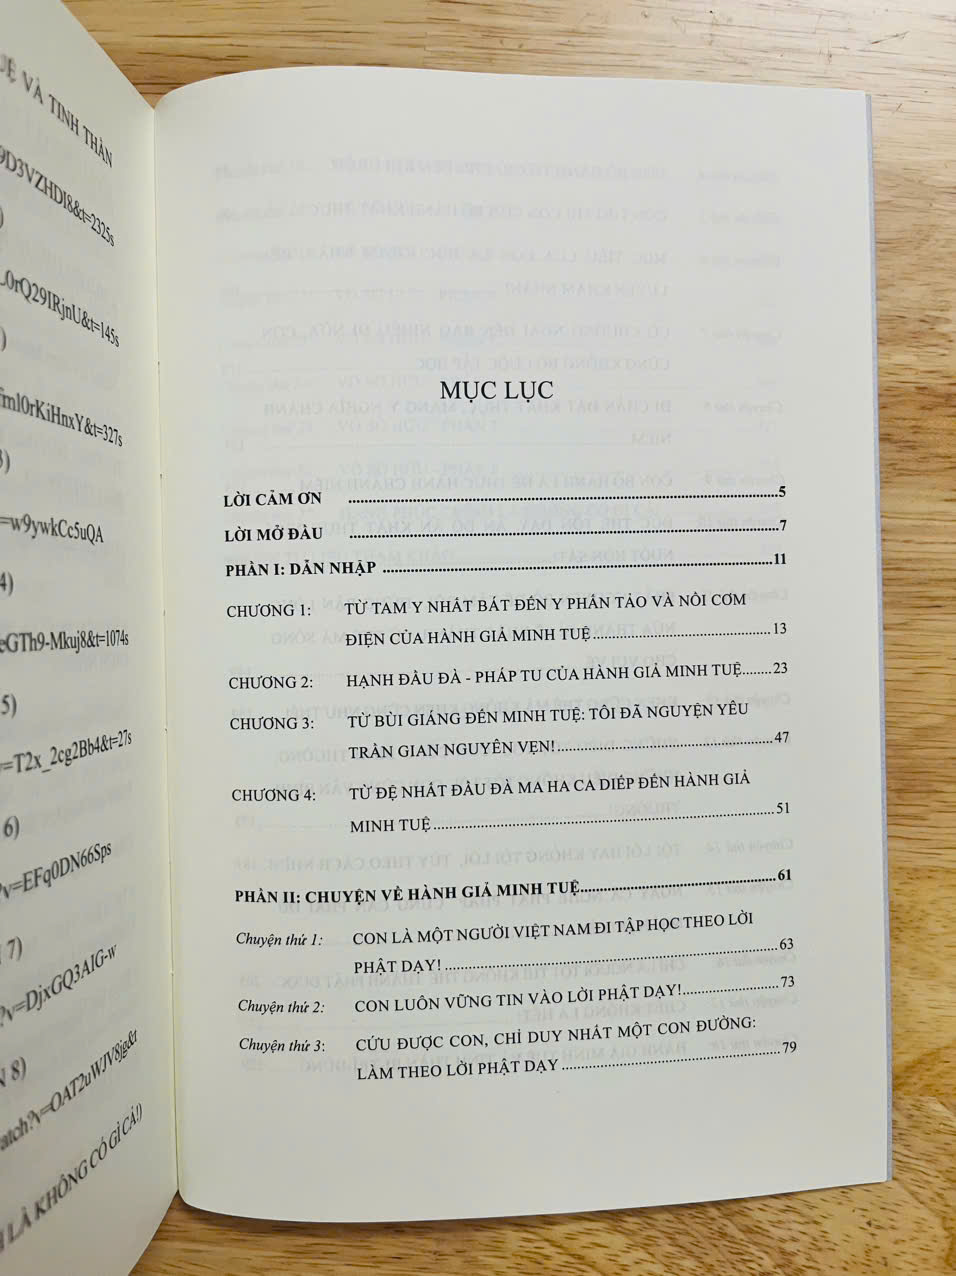 Ệ VÀ TINH THẦN
9D3VZHDI8&t=2325s
)
L0rQ29IRjnU&t=145s
)
fml0rKiHnxY&t=327s
3)
=w9ywkCc5uQA
4)
eGTh9-Mkuj8&t=1074s
5)
v=T2x_2cg2Bb4&t=27s
6)
?v=EFq0DN66Sps
7)
?v=DjxGQ3AIG-w
8)
atch?v=OAT2uWJV8jg&t
LÀ KHÔNG CÓ GÌ CẢ!)
MỤC LỤC
LỜI CẢM ƠN ........ 5
LỜI MỞ ĐẦU ........ 7
PHẦN I: DẪN NHẬP ........ 11
CHƯƠNG 1: TỪ TAM Y NHẤT BÁT ĐẾN Y PHẤN TẢO VÀ NỒI CƠM
ĐIỆN CỦA HÀNH GIẢ MINH TUỆ ........ 13
CHƯƠNG 2: HẠNH ĐẦU ĐÀ - PHÁP TU CỦA HÀNH GIẢ MINH TUỆ ........ 23
CHƯƠNG 3: TỪ BÙI GIÁNG ĐẾN MINH TUỆ: TÔI ĐÃ NGUYỆN YÊU
TRẦN GIAN NGUYÊN VẸN! ........ 47
CHƯƠNG 4: TỪ ĐỆ NHẤT ĐẦU ĐÀ MA HA CA DIẾP ĐẾN HÀNH GIẢ
MINH TUỆ ........ 51
PHẦN II: CHUYỆN VỀ HÀNH GIẢ MINH TUỆ ........ 61
Chuyện thứ 1: CON LÀ MỘT NGƯỜI VIỆT NAM ĐI TẬP HỌC THEO LỜI
PHẬT DẠY! ........ 63
Chuyện thứ 2: CON LUÔN VỮNG TIN VÀO LỜI PHẬT DẠY! ........ 73
Chuyện thứ 3: CỨU ĐƯỢC CON, CHỈ DUY NHẤT MỘT CON ĐƯỜNG:
LÀM THEO LỜI PHẬT DẠY ........ 79